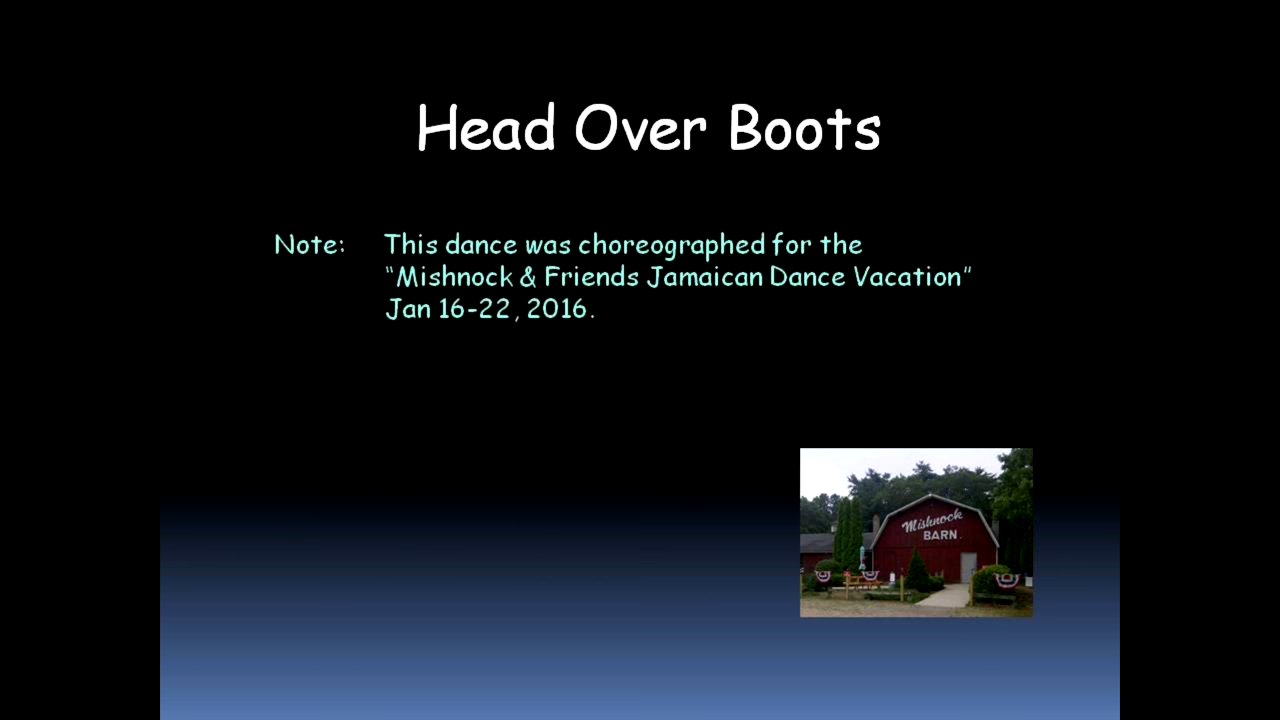 Head Over Boots
Note: This dance was choreographed for the
“Mishnock & Friends Jamaican Dance Vacation”
Jan 16-22, 2016.
Mishnock
BARN